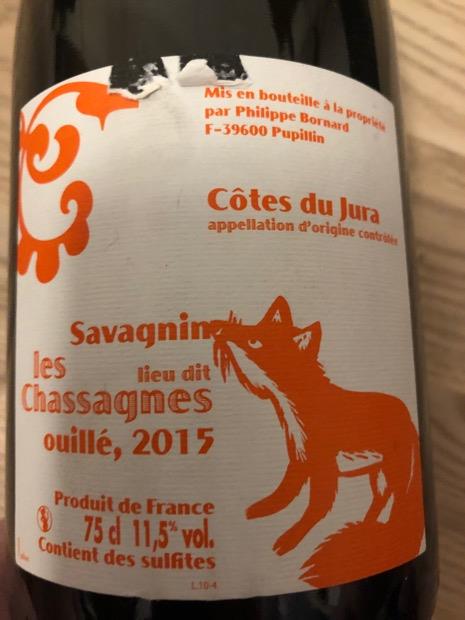 Mis en bouteille à la propriété
par Philippe Bornard
F-39600 Pupillin
Côtes du Jura
appellation d'origine contrôlée
Savagnin
les lieu dit
Chassagnes
ouillé, 2015
Produit de France
75 cl 11,5% vol.
Contient des sulfites
L.10-4